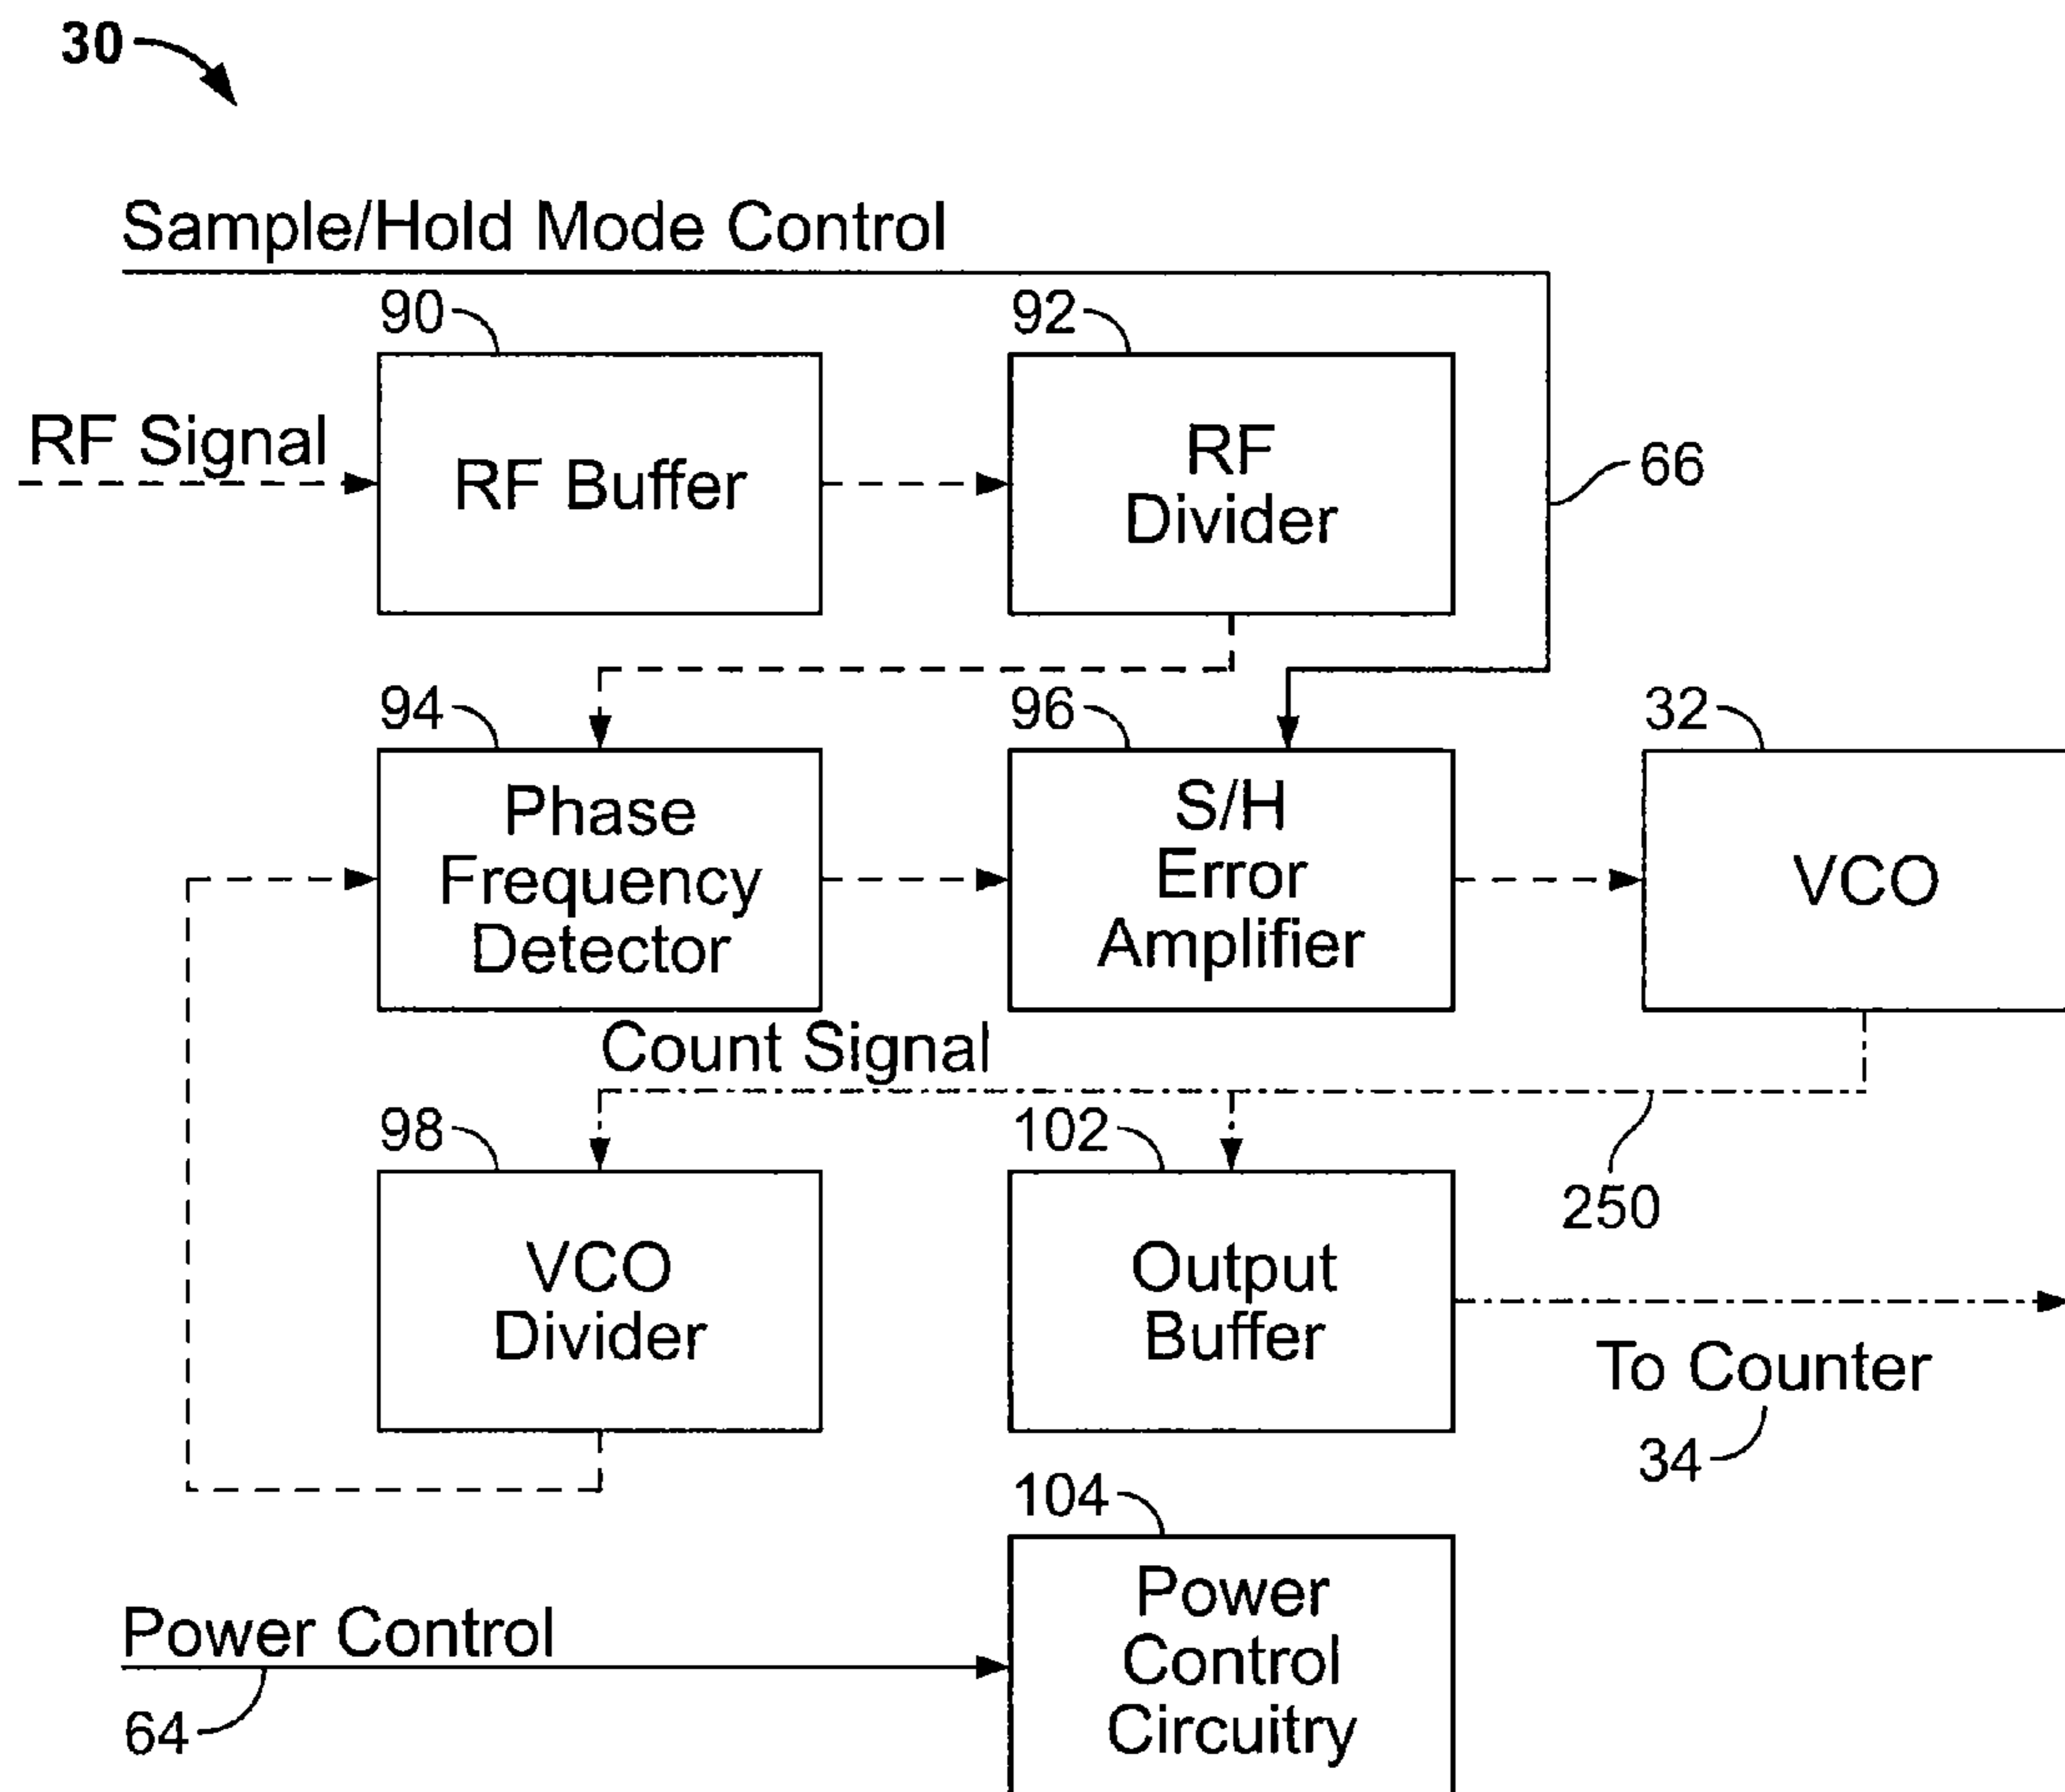 30
Sample/Hold Mode Control
90
92
RF Signal
RF Buffer
RF
Divider
66
94
96
32
Phase
Frequency
Detector
S/H
Error
Amplifier
VCO
Count Signal
98
102
250
VCO
Divider
Output
Buffer
To Counter
34
104
Power Control
64
Power
Control
Circuitry